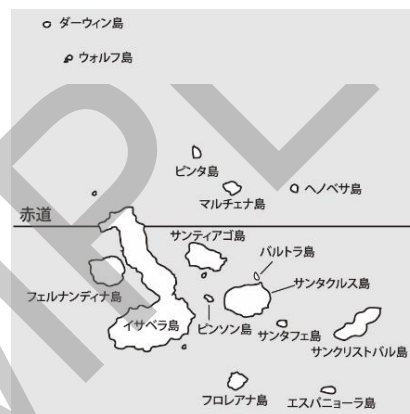 ダーウィン島
ウォルフ島
ピンタ島
マルチェナ島
ヘノベサ島
赤道
サンティアゴ島
バルトラ島
サンタクルス島
フェルナンディナ島
イサベラ島
ピンソン島
サンタフェ島
サンクリストバル島
フロレアナ島
エスパニョーラ島